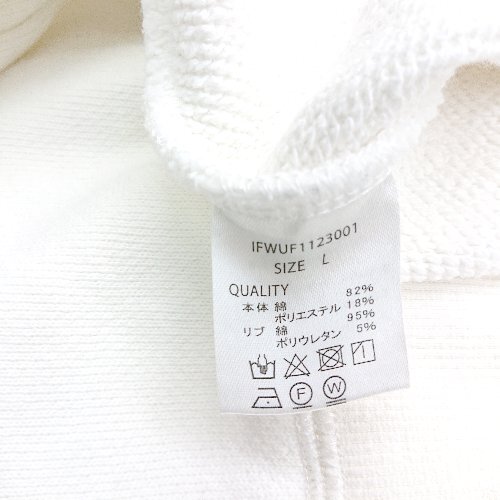 IFWUF1123001
SIZE L
QUALITY
本体 綿 82%
ポリエステル 18%
リブ 綿 95%
ポリウレタン 5%
F W